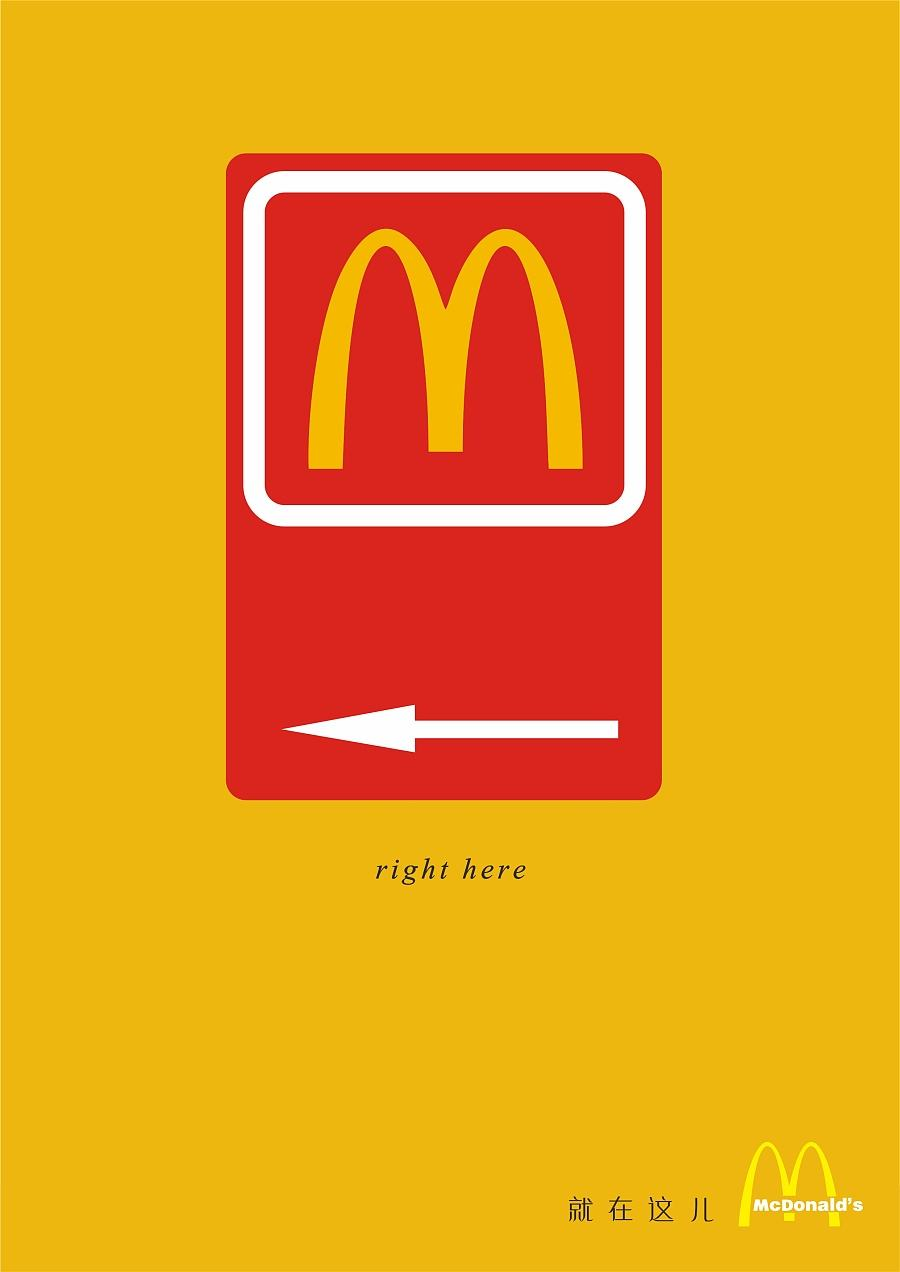 right here
就在这儿
McDonald's